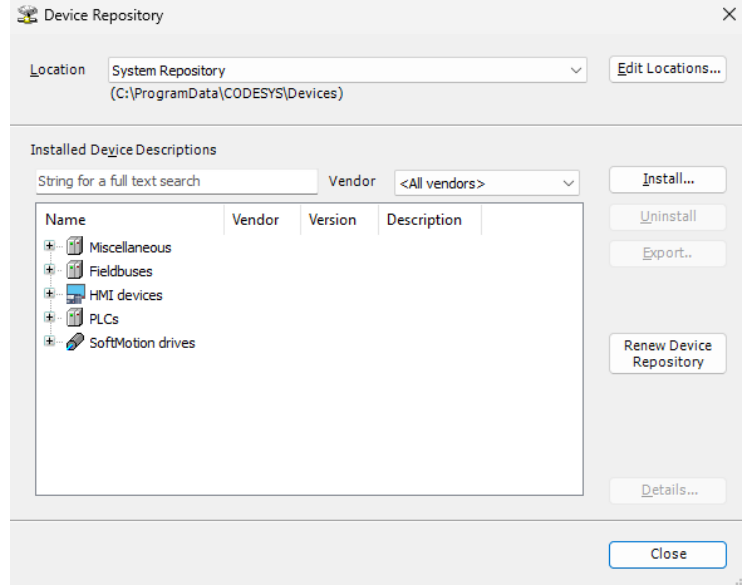 Device Repository
Location System Repository Edit Locations...
(C:\ProgramData\CODESYS\Devices)
Installed Device Descriptions
String for a full text search Vendor <All vendors> Install...
Name Vendor Version Description Uninstall
Miscellaneous Export..
Fieldbuses
HMI devices
PLCs
SoftMotion drives Renew Device
Repository
Details...
Close